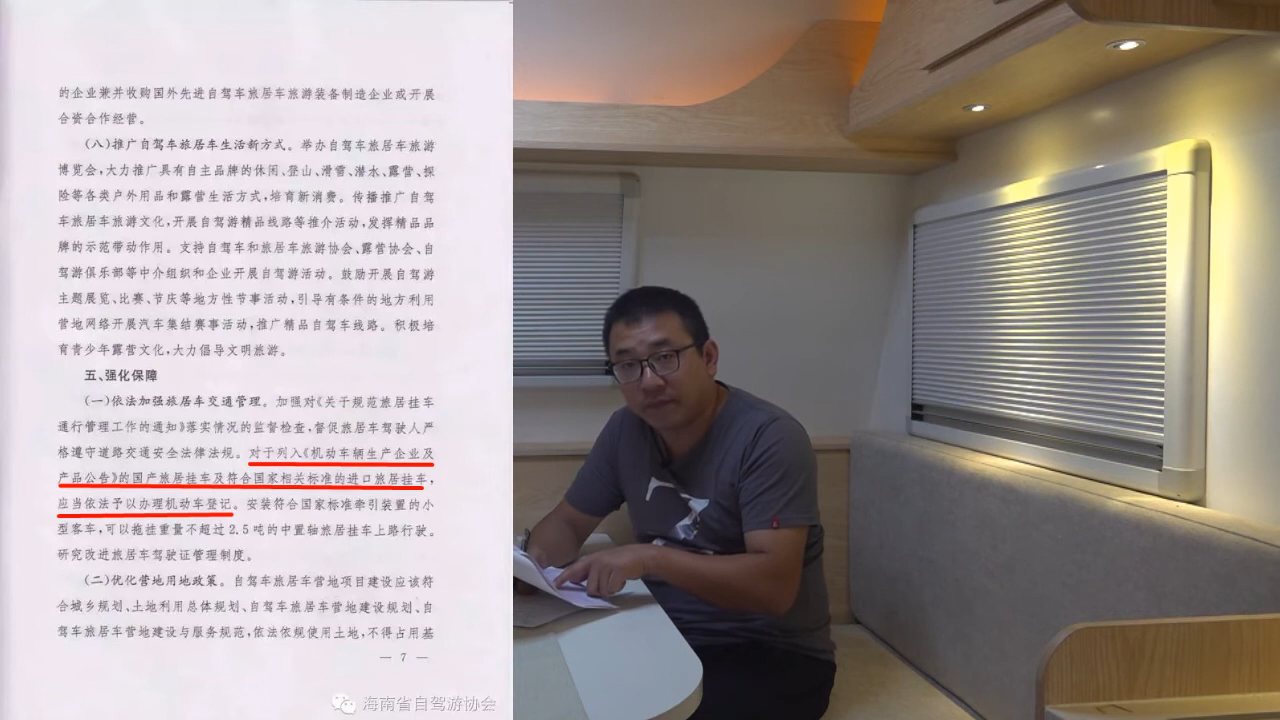 的企业兼并收购国外先进自驾车旅居车旅游装备制造企业或开展
合资合作经营。
(八)推广自驾车旅居车生活新方式。举办自驾车旅居车旅游
博览会,大力推广具有自主品牌的休闲、登山、滑雪、潜水、露营、探
险等各类户外用品和露营生活方式,培育新消费。传播推广自驾
车旅居车旅游文化,开展自驾游精品线路等推介活动,发挥精品品
牌的示范带动作用。支持自驾车和旅居车旅游协会、露营协会、自
驾游俱乐部等中介组织和企业开展自驾游活动。鼓励开展自驾游
主题展览、比赛、节庆等地方性节事活动,引导有条件的地方利用
营地网络开展汽车集结赛事活动,推广精品自驾车线路。积极培
育青少年露营文化,大力倡导文明旅游。
五、强化保障
(一)依法加强旅居车交通管理。加强对《关于规范旅居挂车
通行管理工作的通知》落实情况的监督检查,督促旅居车驾驶人严
格遵守道路交通安全法律法规。对于列入《机动车辆生产企业及
产品公告》的国产旅居挂车及符合国家相关标准的进口旅居挂车,
应当依法予以办理机动车登记。安装符合国家标准牵引装置的小
型客车,可以拖挂重量不超过2.5吨的中置轴旅居挂车上路行驶。
研究改进旅居车驾驶证管理制度。
(二)优化营地用地政策。自驾车旅居车营地项目建设应该符
合城乡规划、土地利用总体规划、自驾车旅居车营地建设规划、自
驾车旅居车营地建设与服务规范,依法依规使用土地,不得占用基
— 7 —
海南省自驾游协会